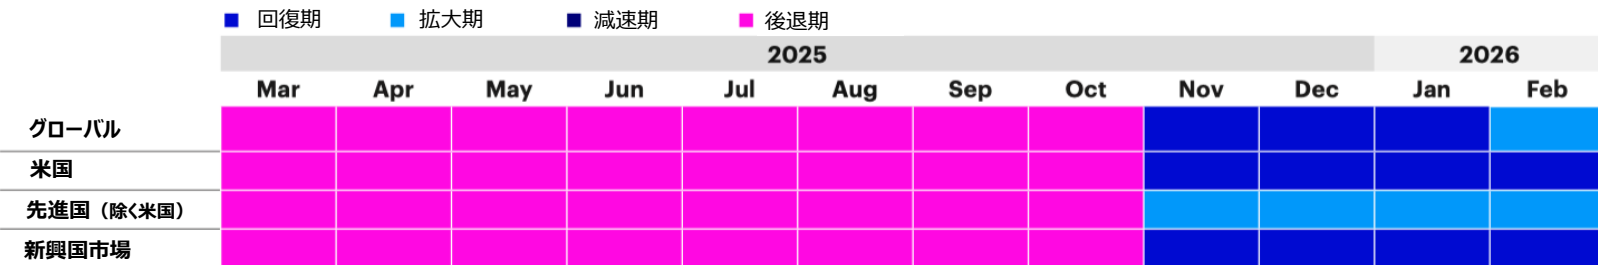 回復期 拡大期 減速期 後退期
2025 2026
Mar Apr May Jun Jul Aug Sep Oct Nov Dec Jan Feb
グローバル
米国
先進国（除く米国）
新興国市場